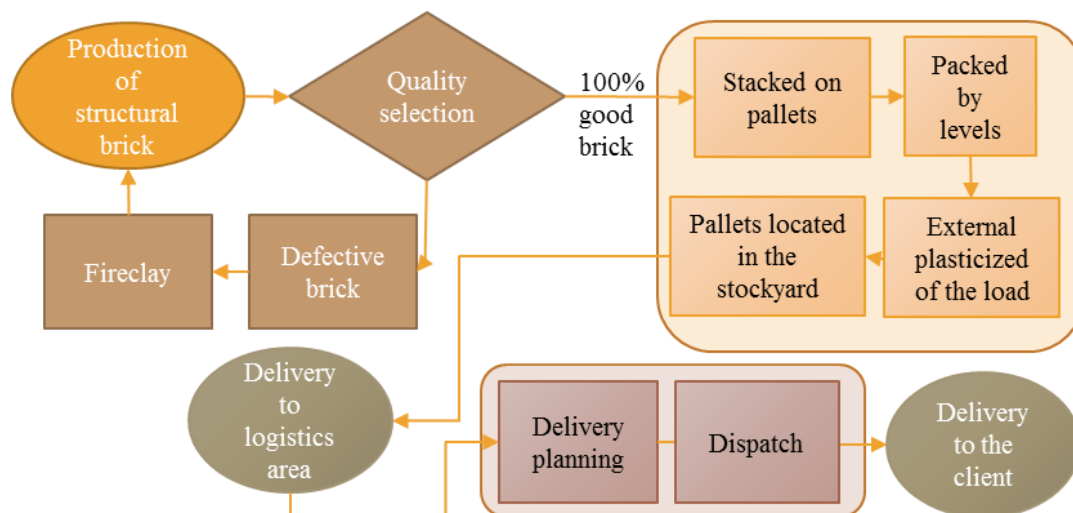 Production
of
structural
brick
Quality
selection
100%
good
brick
Stacked on
pallets
Packed
by
levels
Fireclay
Defective
brick
Pallets located
in the
stockyard
External
plasticized
of the load
Delivery
to
logistics
area
Delivery
planning
Dispatch
Delivery
to the
client